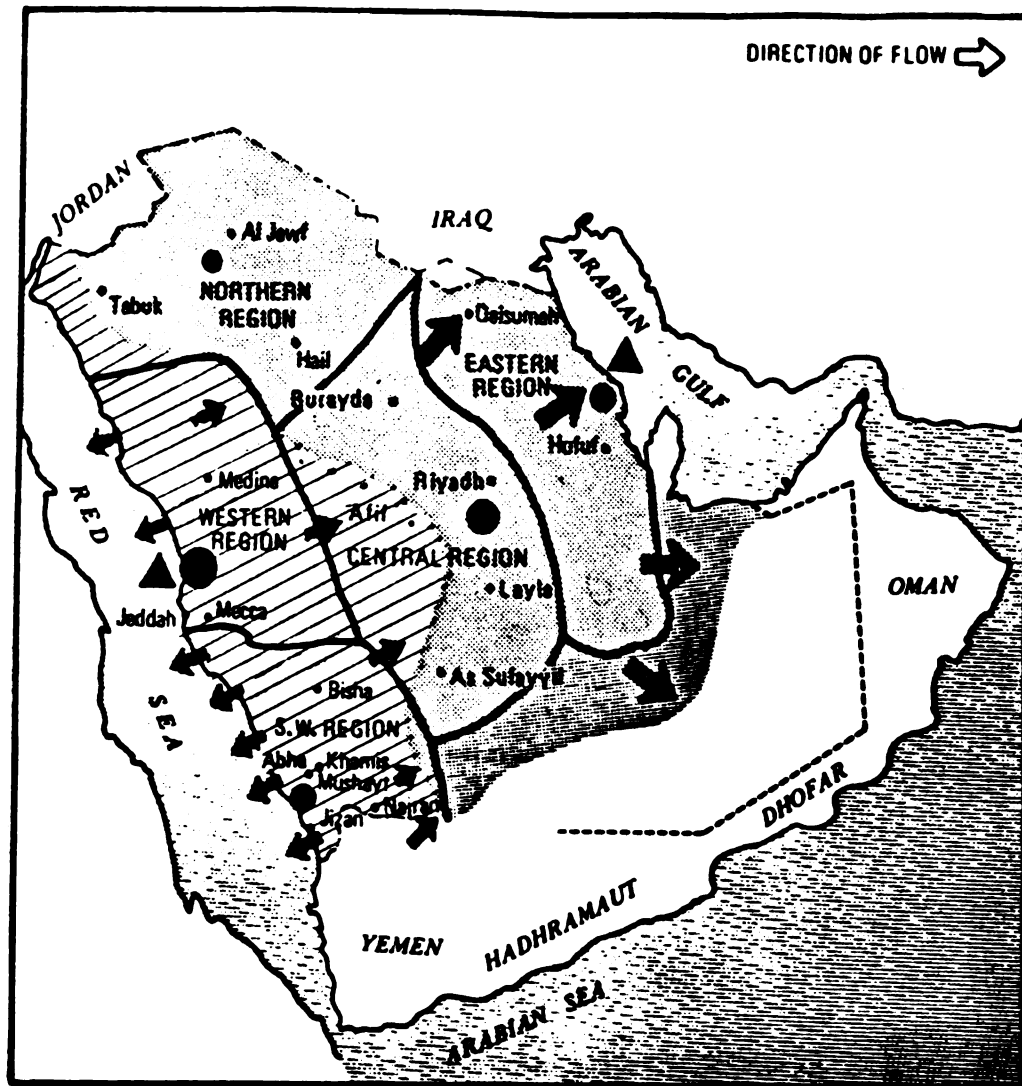 DIRECTION OF FLOW
JORDAN
IRAQ
Al Jawf
ARABIAN
GULF
NORTHERN
REGION
Tabuk
Hail
Qaisumah
EASTERN
REGION
Burayda
Hufuf
Medina
Riyadh
RED
SEA
WESTERN
REGION
Afif
CENTRAL REGION
Layla
OMAN
Jeddah
Mecca
As Sulayyil
Bisha
S.W. REGION
Abha
Khamis
Mushayt
Jizan
Najran
DHOFAR
YEMEN
HADHRAMAUT
ARABIAN SEA